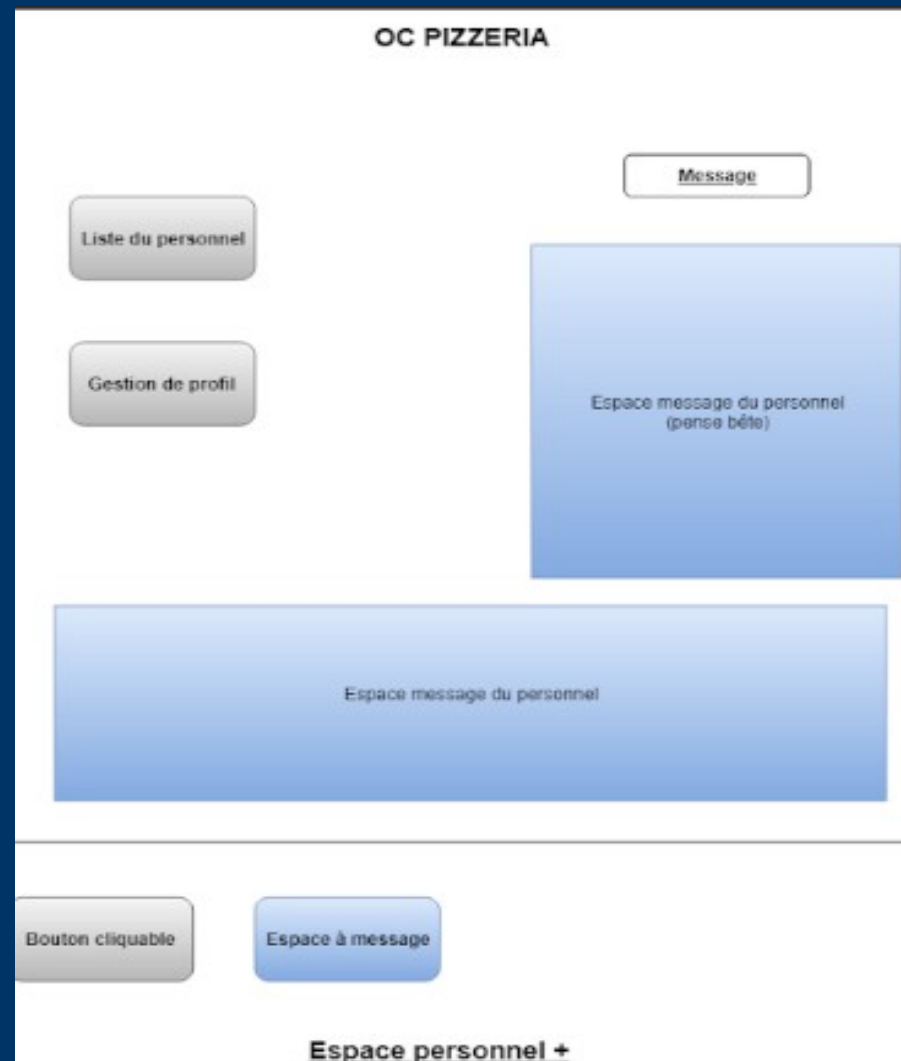 OC PIZZERIA
Message
Liste du personnel
Gestion de profil
Espace message du personnel
(pense bête)
Espace message du personnel
Bouton cliquable
Espace à message
Espace personnel +